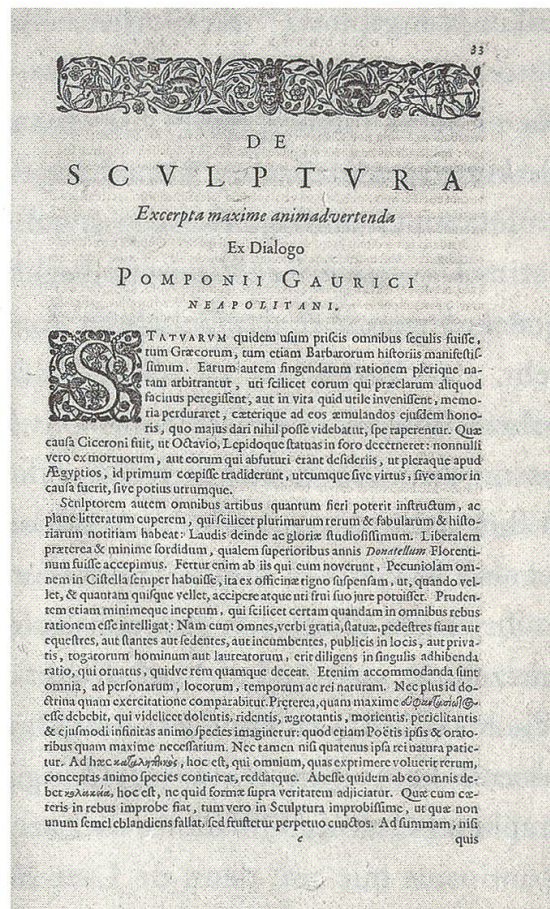 33
DE
SCVLPTVRA
Excerpta maxime animadvertenda
Ex Dialogo
POMPONII GAURICI
NEAPOLITANI.
STATUARUM quidem usum priscis omnibus seculis fuisse,
tum Græcorum, tum etiam Barbarorum historiis manifestis-
simum. Earum autem fingendarum rationem plerique na-
tam arbitrantur, uti scilicet eorum qui præclarum aliquod
facinus peregissent, aut in vita quid utile invenissent, memo-
ria perduraret, cæterique ad eos æmulandos ejusdem hono-
ris, quo majus dari nihil posse videbatur, spe raperentur. Quæ
causa Ciceroni fuit, ut Octavio, Lepidoque statuas in foro decerneret: nonnulli
vero ex mortuorum, aut eorum qui abfuturi erant desideriis, ut pleraque apud
Ægyptios, id primum cœpisse tradiderunt, utcumque sive virtus, sive amor in
causa fuerit, sive potius utrumque.
Sculptorem autem omnibus artibus quantum fieri poterit instructum, ac
plane litteratum cuperem, qui scilicet plurimarum rerum & fabularum & histo-
riarum notitiam habeat: Laudis deinde ac gloriæ studiosissimum. Liberalem
præterea & minime sordidum, qualem superioribus annis Donatellum Florenti-
num fuisse accepimus. Fertur enim ab iis qui eum noverunt, Pecuniolam om-
nem in Cistella semper habuisse, ita ex officinæ tigno suspensam, ut, quando vel-
let, & quantam quisque vellet, accipere atque uti frui suo jure potuisset. Pruden-
tem etiam minimeque ineptum, qui scilicet certam quandam in omnibus rebus
rationem esse intelligat: Nam cum omnes, verbi gratia, statuæ, pedestres fiant aut
equestres, aut stantes aut sedentes, aut incumbentes, publicis in locis, aut priva-
tis, togatorum hominum aut laureatorum, erit diligens in singulis adhibenda
ratio, qui ornatus, quidve rem quamque deceat. Etenim accommodanda sunt
omnia, ad personarum, locorum, temporum ac rei naturam. Nec plus id do-
ctrina quam exercitatione comparabitur. Præterea, quam maxime
esse debebit, qui videlicet dolentis, ridentis, ægrotantis, morientis, periclitantis
& ejusmodi infinitas animo species imaginetur: quod etiam Poëtis ipsis & orato-
ribus quam maxime necessarium. Nec tamen nisi quatenus ipsa rei natura patie-
tur. Ad hæc , hoc est, qui omnium, quas exprimere voluerit rerum,
conceptas animo species contineat, reddatque. Abesse quidem ab eo omnis de-
bet κολακία, hoc est, ne quid formæ supra veritatem adjiciatur. Quæ cum cæ-
teris in rebus improbe fiat, tum vero in Sculptura improbissime, ut quæ non
unum semel eblandiens fallat, sed frustetur perpetuo cunctos. Ad summam, nisi
e
quis